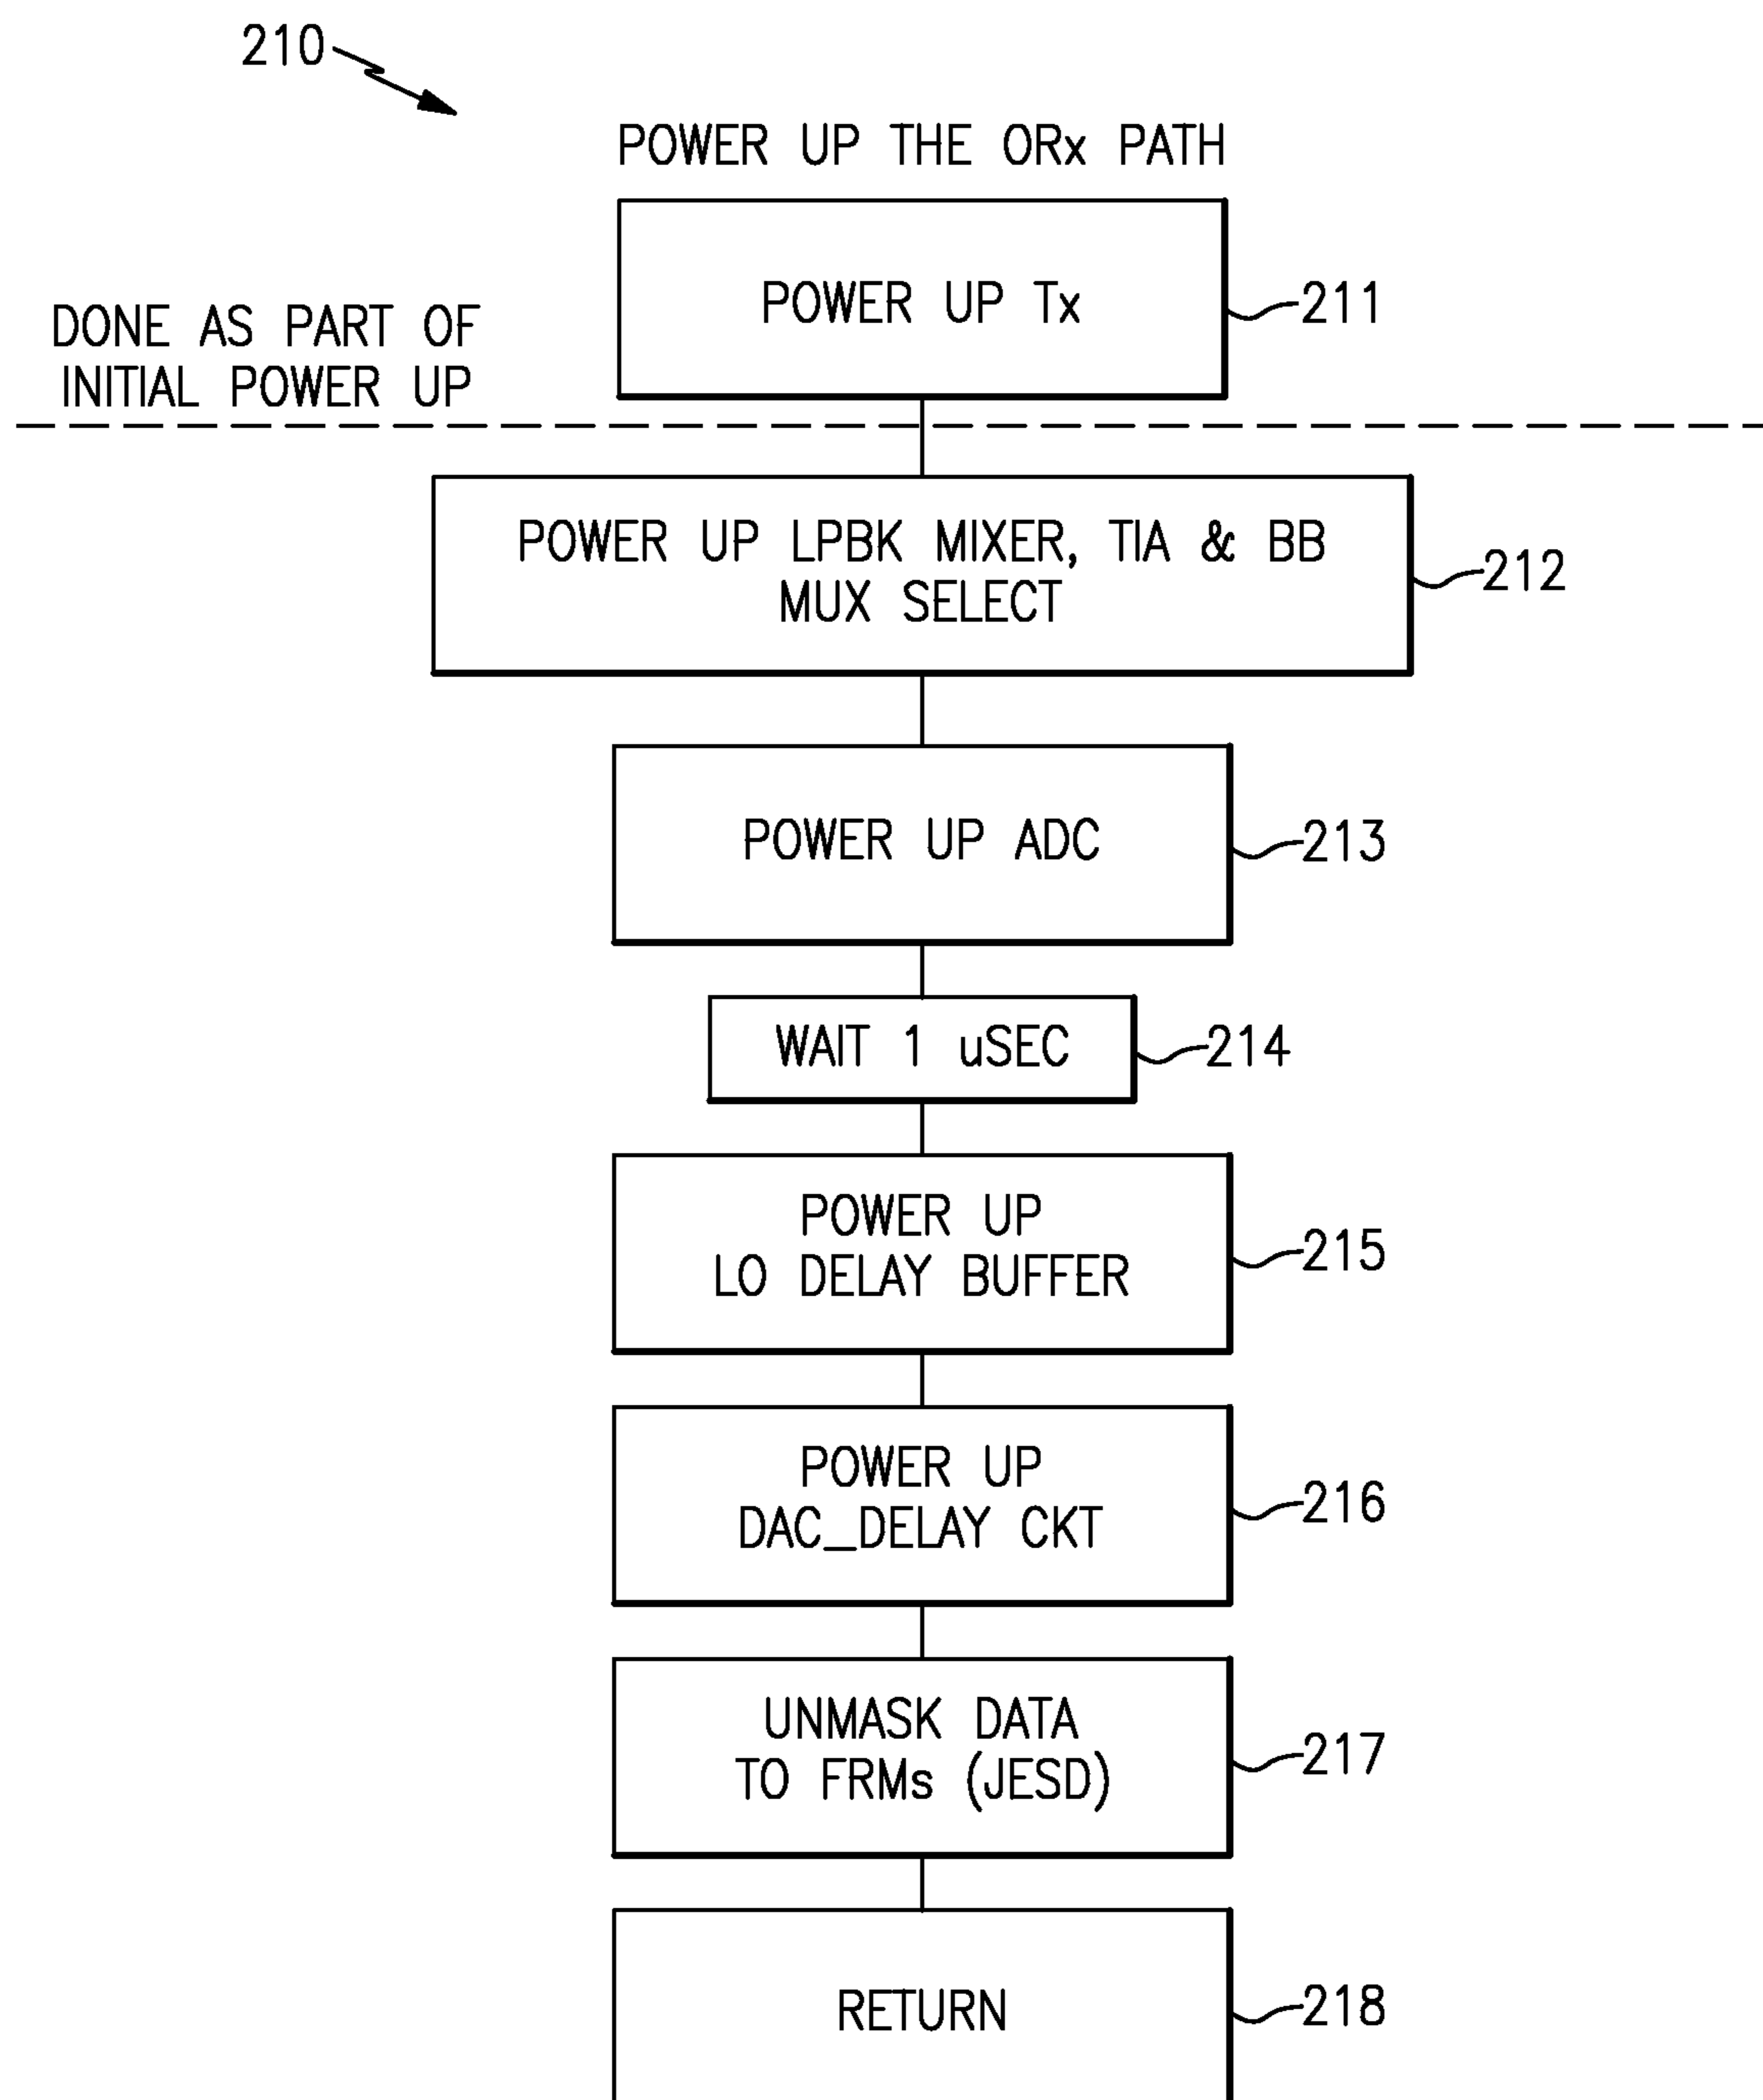 210
POWER UP THE ORx PATH
POWER UP Tx
211
DONE AS PART OF
INITIAL POWER UP
POWER UP LPBK MIXER, TIA & BB
MUX SELECT
212
POWER UP ADC
213
WAIT 1 uSEC
214
POWER UP
LO DELAY BUFFER
215
POWER UP
DAC_DELAY CKT
216
UNMASK DATA
TO FRMs (JESD)
217
RETURN
218